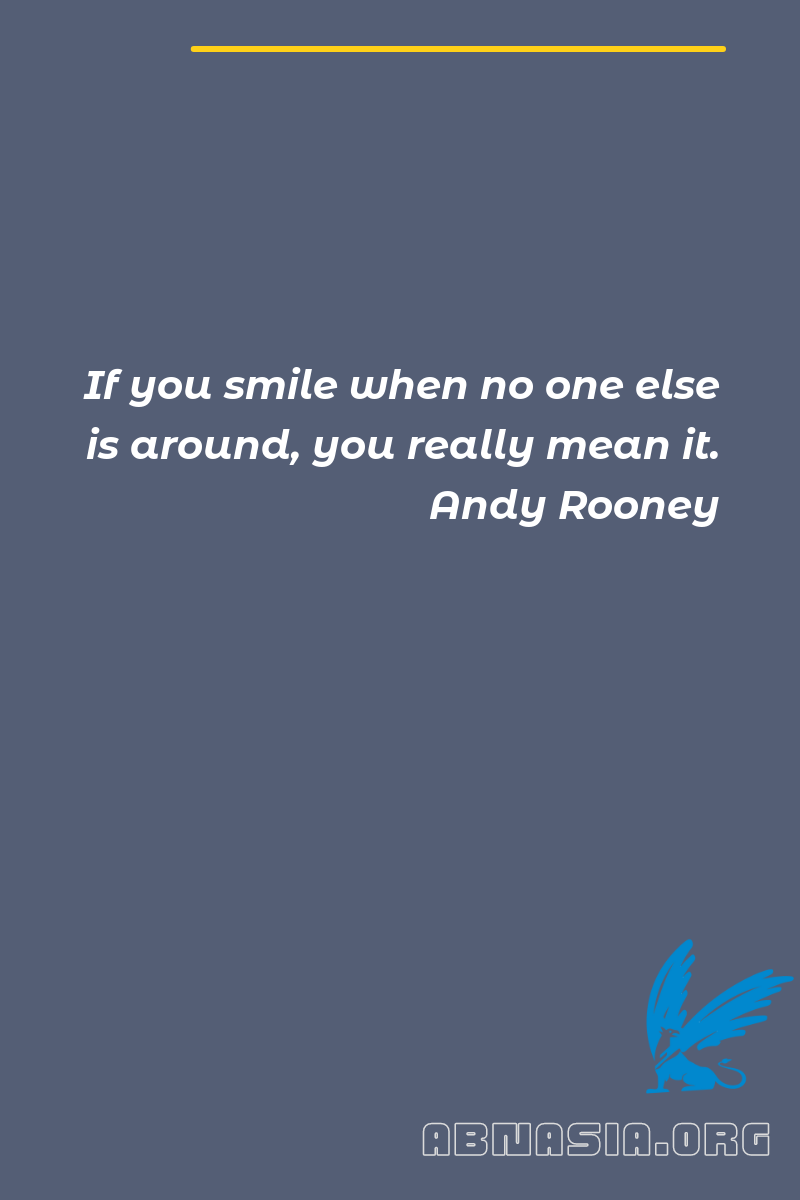 If you smile when no one else
is around, you really mean it.
Andy Rooney
ABNASIA.ORG